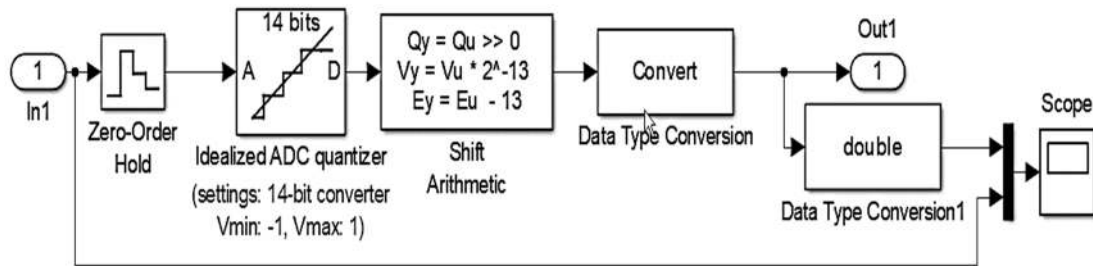 1
In1
Zero-Order
Hold
14 bits
A
D
Idealized ADC quantizer
(settings: 14-bit converter
Vmin: -1, Vmax: 1)
Qy = Qu >> 0
Vy = Vu * 2^-13
Ey = Eu - 13
Shift
Arithmetic
Convert
Data Type Conversion
Out1
1
double
Data Type Conversion1
Scope